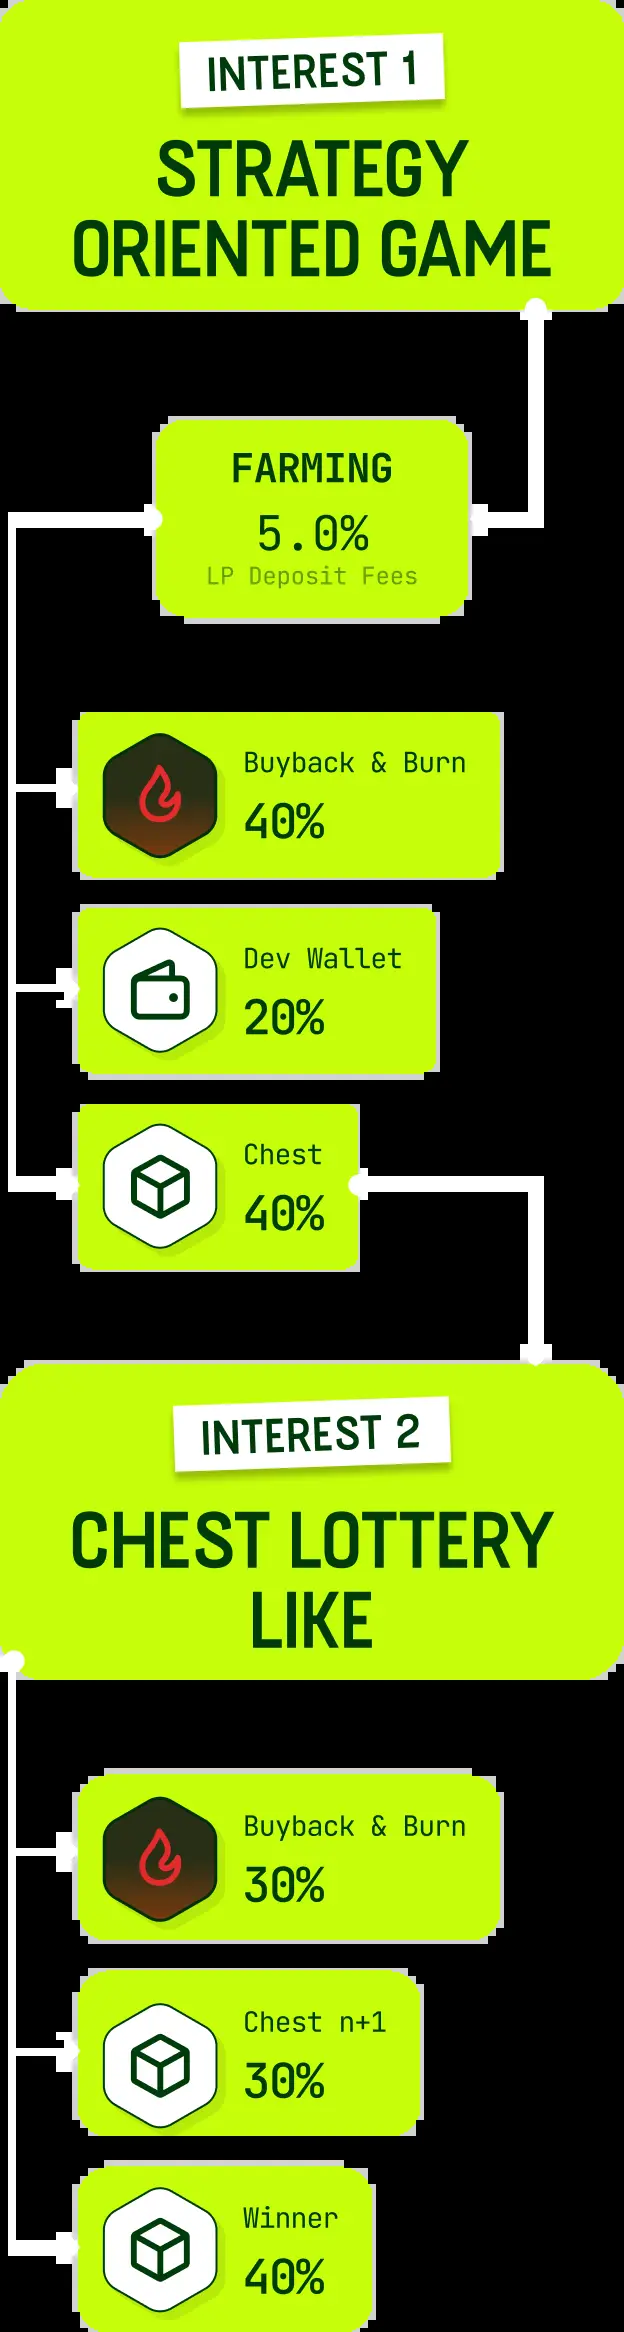 INTEREST 1
STRATEGY
ORIENTED GAME
FARMING
5.0%
LP Deposit Fees
Buyback & Burn
40%
Dev Wallet
20%
Chest
40%
INTEREST 2
CHEST LOTTERY
LIKE
Buyback & Burn
30%
Chest n+1
30%
Winner
40%